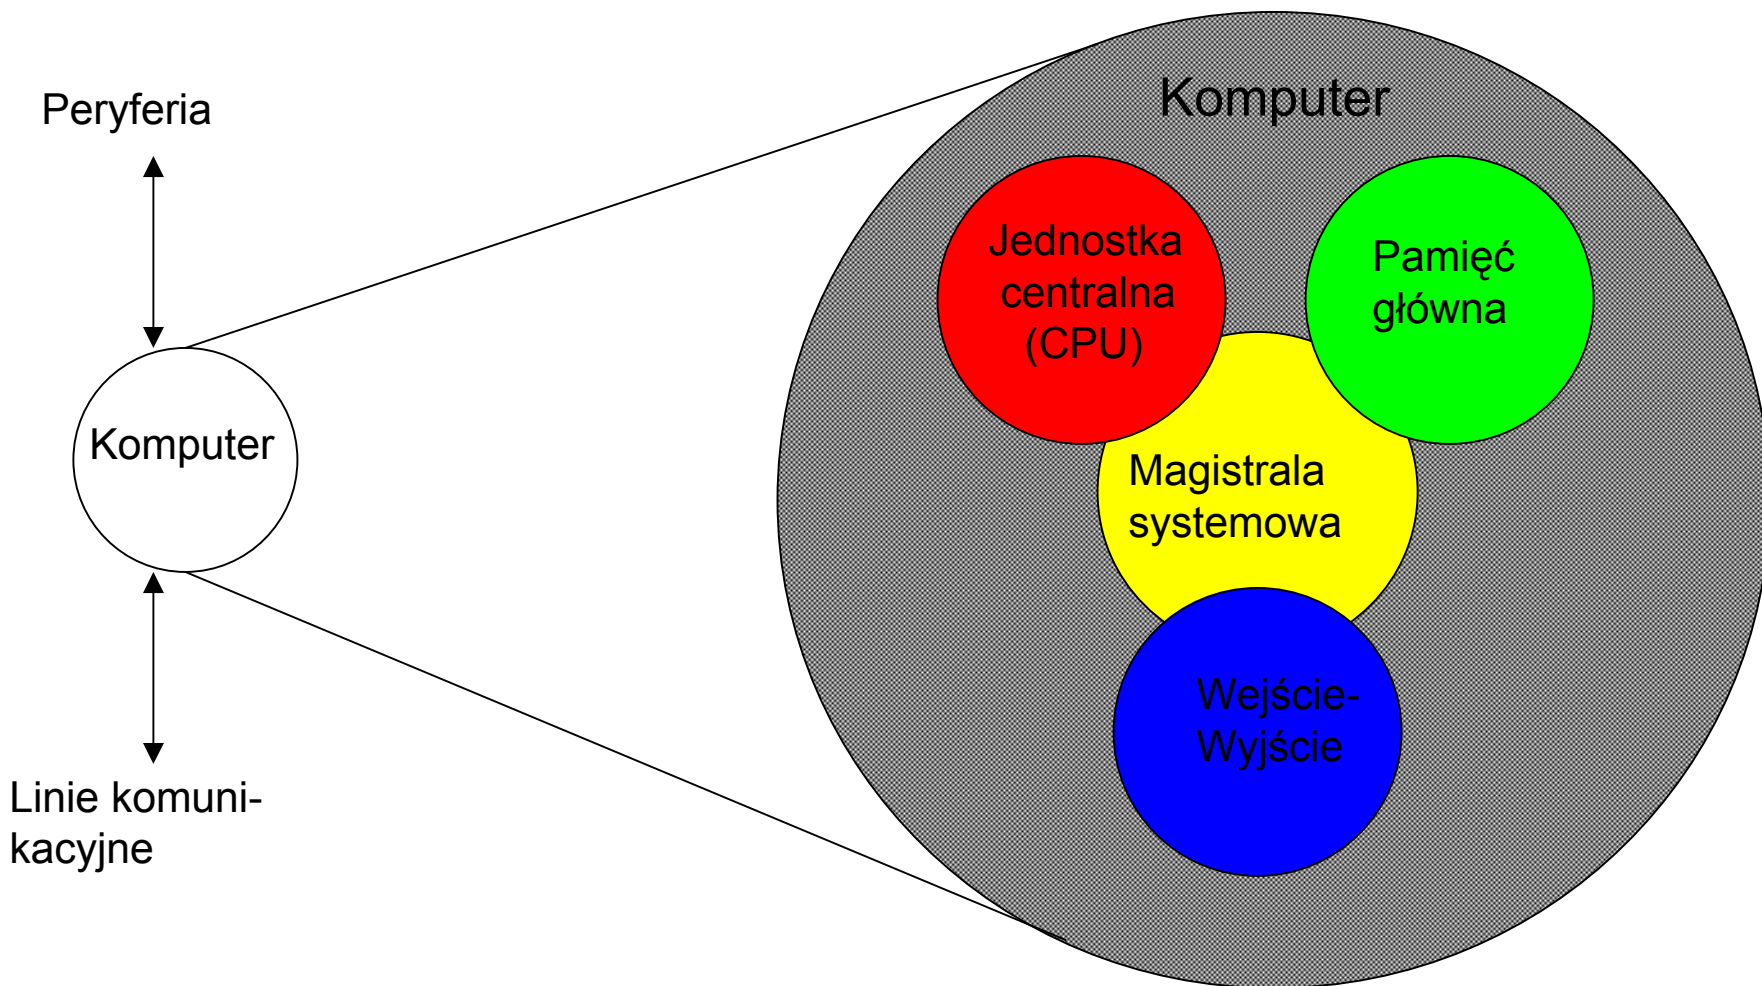 Peryferia
Komputer
Linie komuni-
kacyjne
Komputer
Jednostka
centralna
(CPU)
Pamięć
główna
Magistrala
systemowa
Wejście-
Wyjście